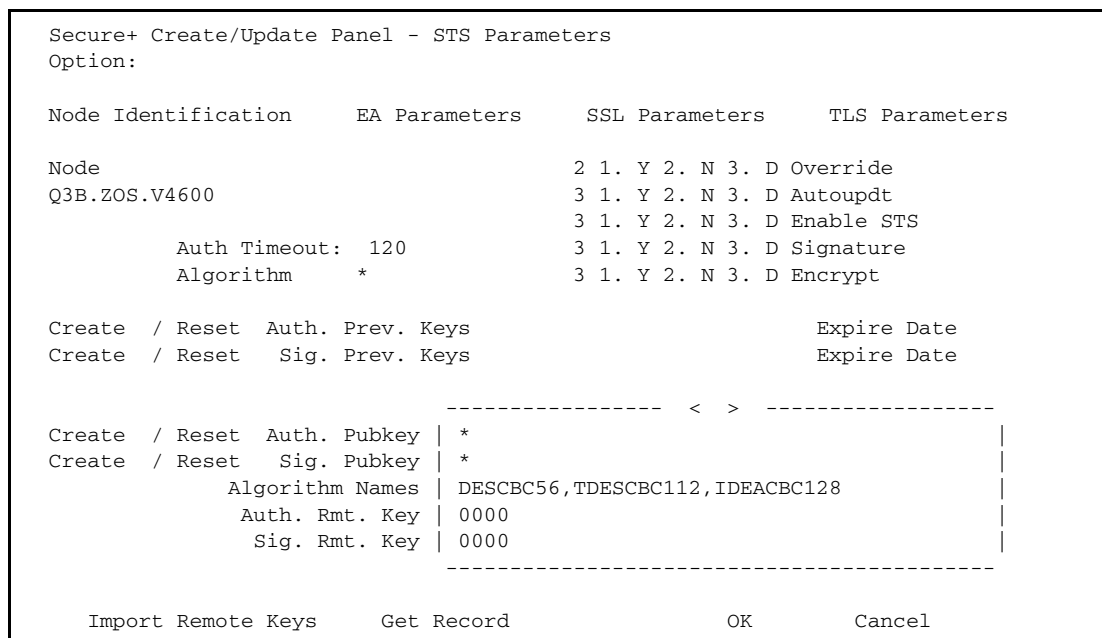 Secure+ Create/Update Panel - STS Parameters
Option:
Node Identification     EA Parameters     SSL Parameters     TLS Parameters
Node                                     2 1. Y 2. N 3. D Override
Q3B.ZOS.V4600                            3 1. Y 2. N 3. D Autoupdt
                                         3 1. Y 2. N 3. D Enable STS
          Auth Timeout:  120             3 1. Y 2. N 3. D Signature
          Algorithm     *                3 1. Y 2. N 3. D Encrypt
Create  / Reset  Auth. Prev. Keys                           Expire Date
Create  / Reset   Sig. Prev. Keys                           Expire Date
                               ----------------- <  > ------------------
Create  / Reset  Auth. Pubkey | *                                         |
Create  / Reset   Sig. Pubkey | *                                         |
              Algorithm Names | DESCBC56,TDESCBC112,IDEACBC128            |
               Auth. Rmt. Key | 0000                                      |
                Sig. Rmt. Key | 0000                                      |
                               -------------------------------------------
   Import Remote Keys     Get Record                 OK        Cancel